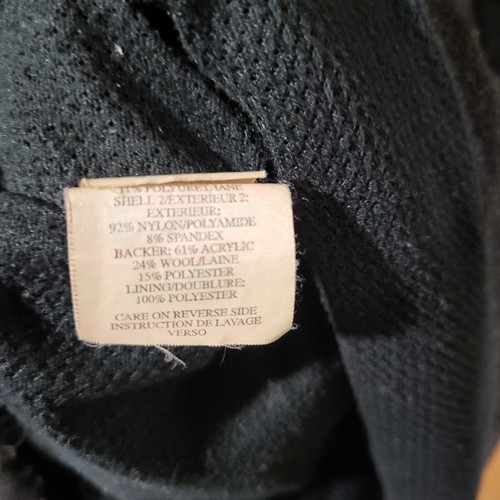 POLYURETHANE
SHELL 2/EXTERIEUR 2;
EXTERIEUR;
92% NYLON/POLYAMIDE
8% SPANDEX
BACKER; 61% ACRYLIC
24% WOOL/LAINE
15% POLYESTER
LINING/DOUBLURE;
100% POLYESTER
CARE ON REVERSE SIDE
INSTRUCTION DE LAVAGE
VERSO